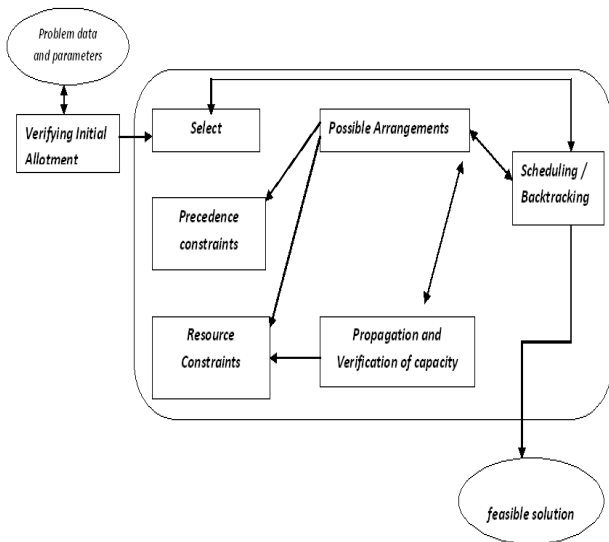 Problem data
and parameters
Verifying Initial
Allotment
Select
Possible Arrangements
Scheduling /
Backtracking
Precedence
constraints
Resource
Constraints
Propagation and
Verification of capacity
feasible solution